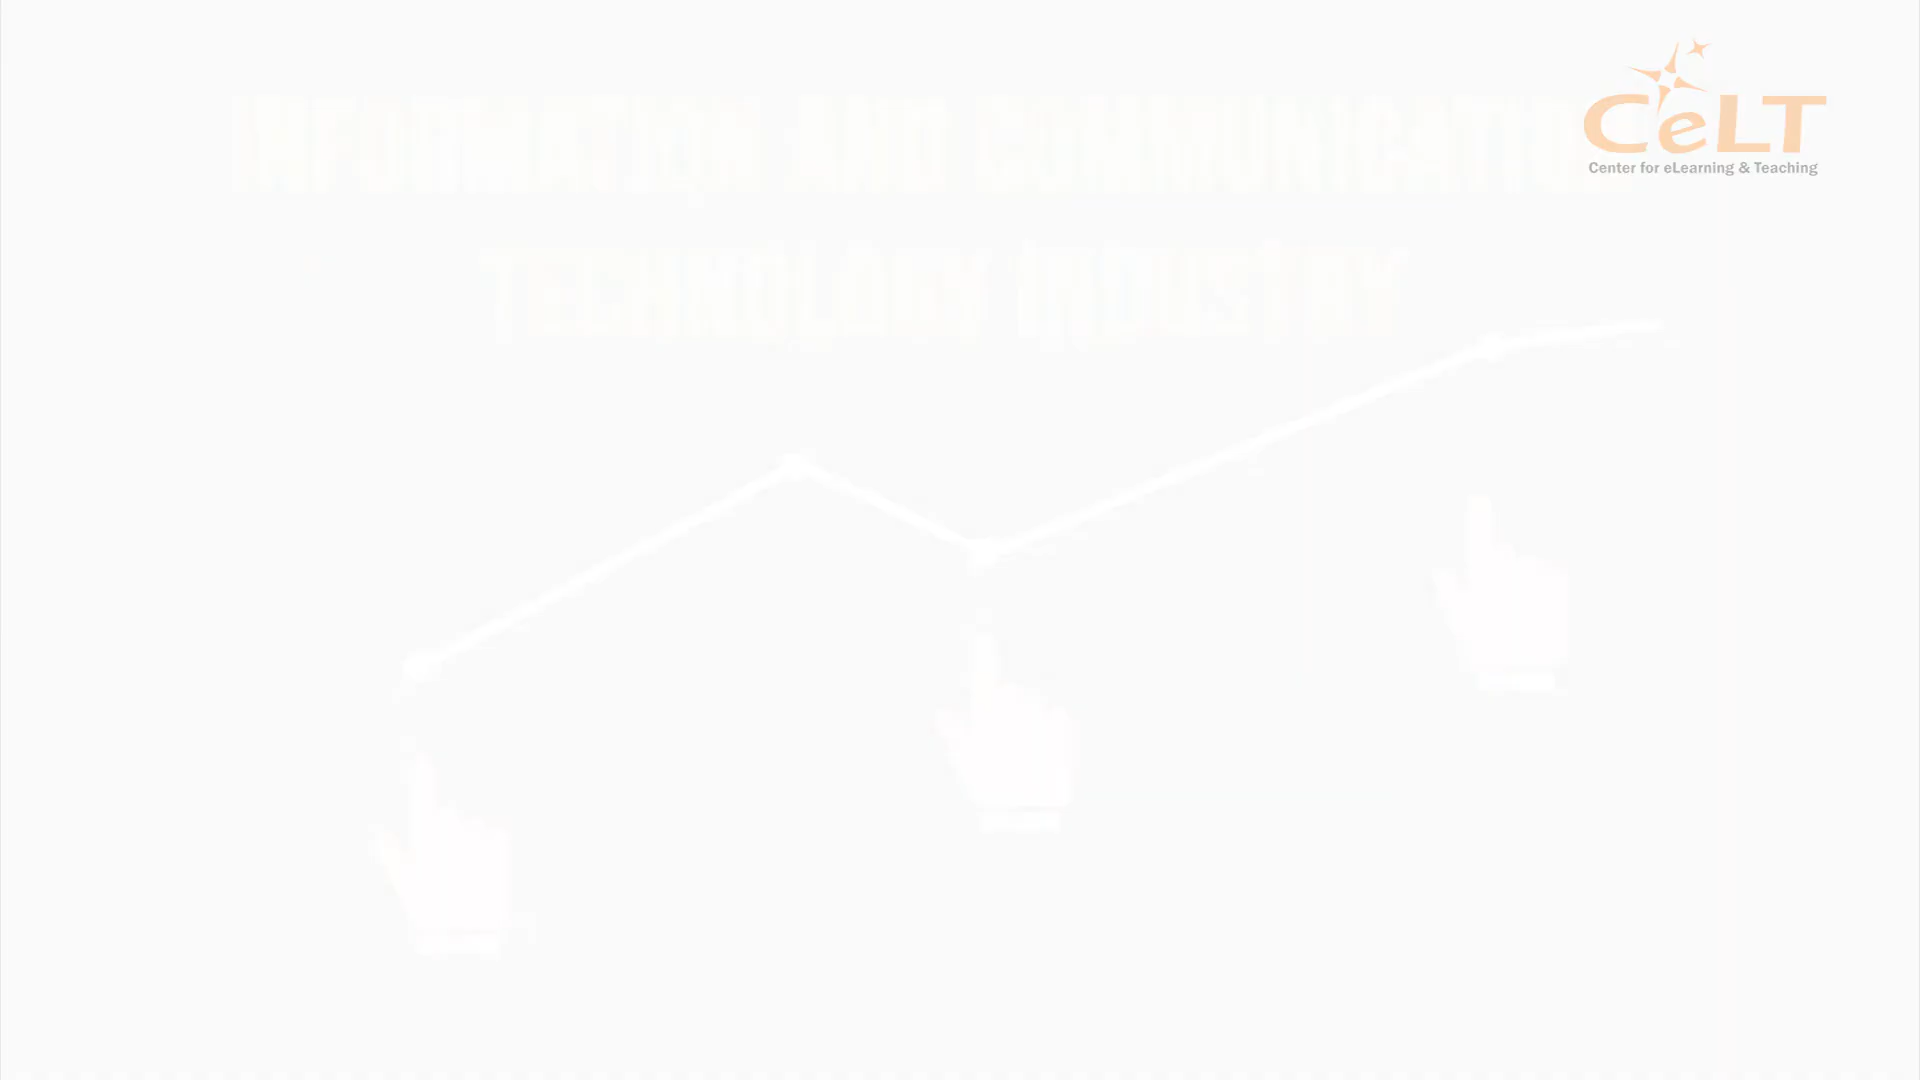 INFORMATION AND COMMUNICATION
TECHNOLOGY INDUSTRY
CeLT
Center for eLearning & Teaching